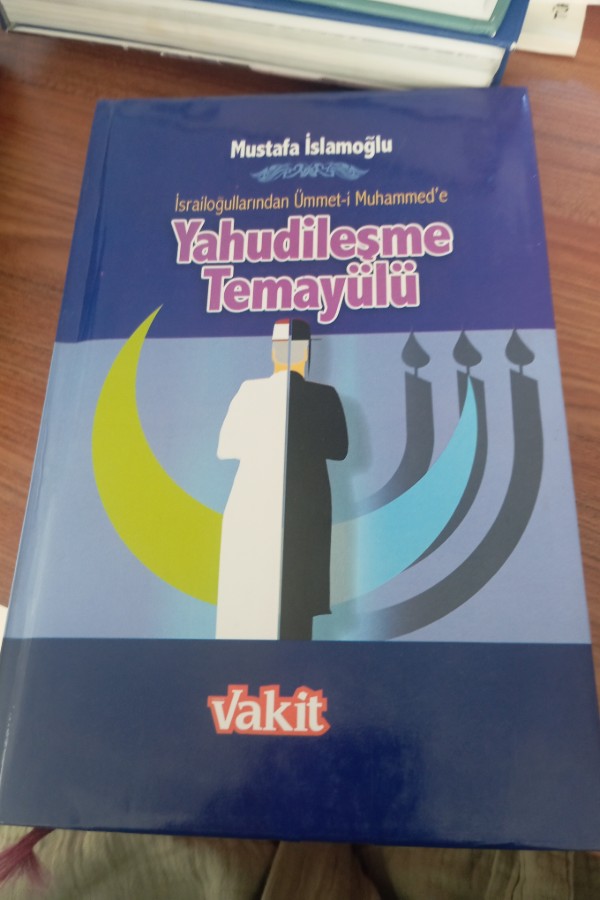 Mustafa İslamoğlu
İsrailoğullarından Ümmet-i Muhammed'e
Yahudileşme
Temayülü
Vakit